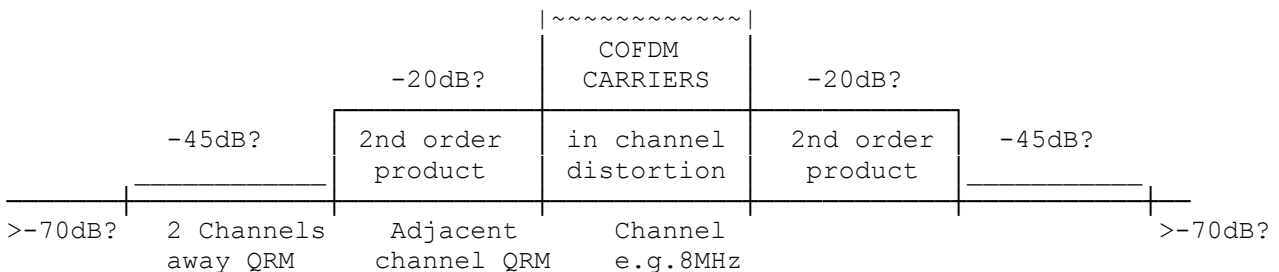 |~~~~~~~~~~~~|
COFDM
-20dB? CARRIERS -20dB?
-45dB? 2nd order in channel 2nd order -45dB?
product distortion product
>-70dB? 2 Channels Adjacent Channel >-70dB?
away QRM channel QRM e.g.8MHz